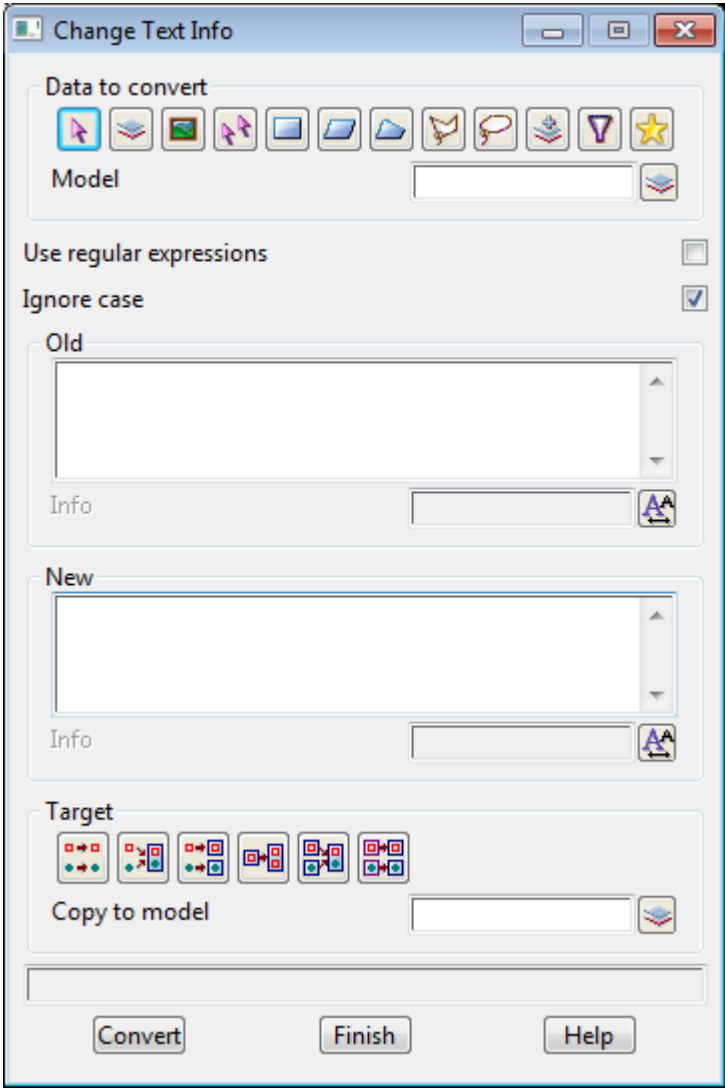 Change Text Info
Data to convert
Model
Use regular expressions
Ignore case
Old
Info
New
Info
Target
Copy to model
Convert Finish Help